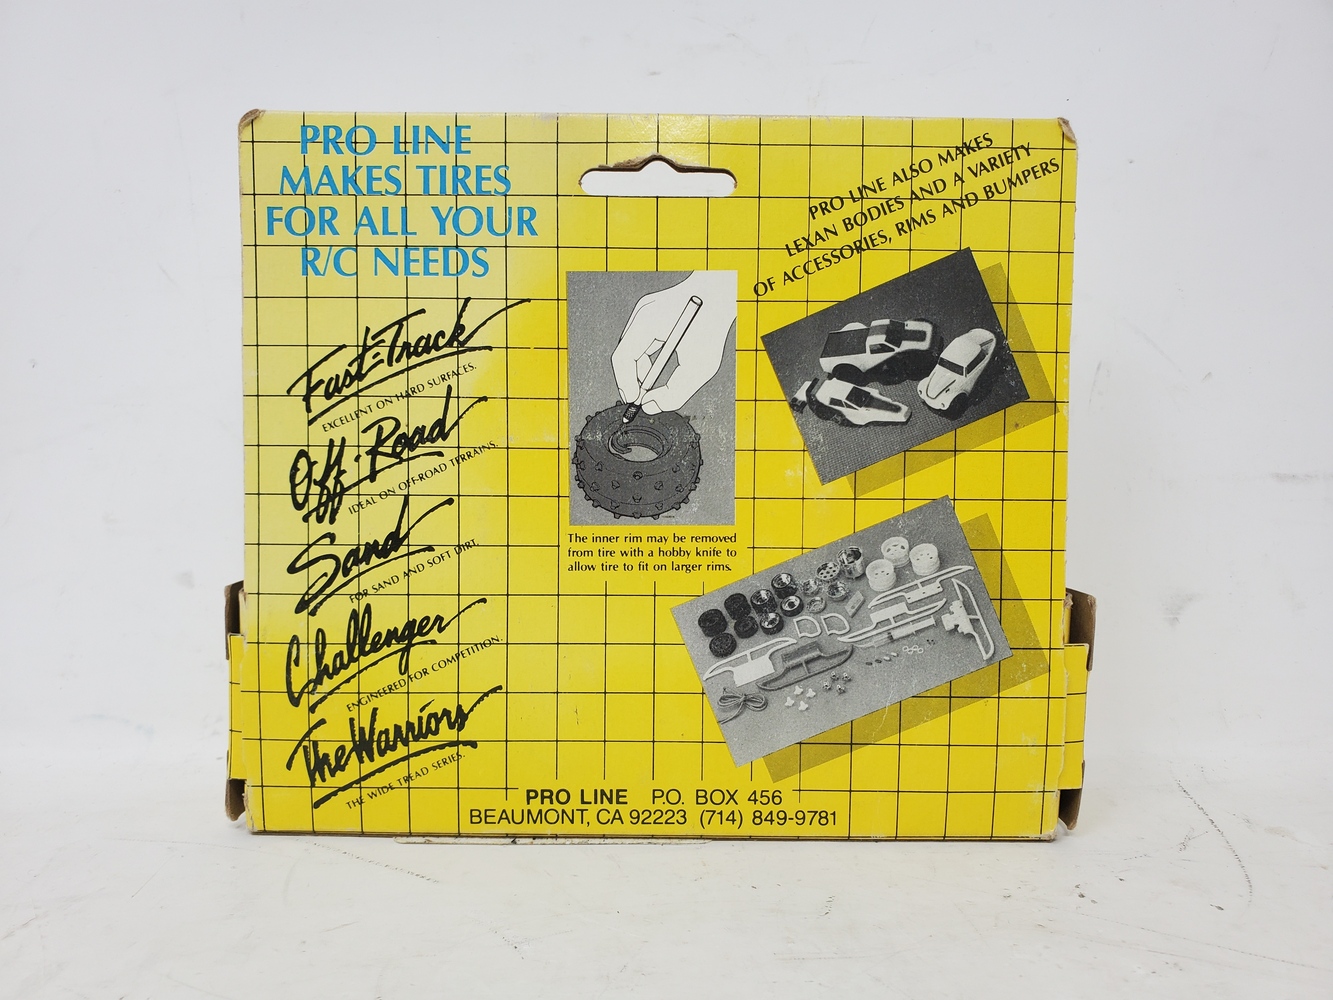 PRO LINE
MAKES TIRES
FOR ALL YOUR
R/C NEEDS
Fast-Track
EXCELLENT ON HARD SURFACES.
Off-Road
IDEAL ON OFF-ROAD TERRAINS.
Sand
FOR SAND AND SOFT DIRT.
Challenger
ENGINEERED FOR COMPETITION.
The Warriors
THE WIDE TREAD SERIES.
The inner rim may be removed
from tire with a hobby knife to
allow tire to fit on larger rims.
PRO LINE ALSO MAKES
LEXAN BODIES AND A VARIETY
OF ACCESSORIES, RIMS AND BUMPERS
PRO LINE P.O. BOX 456
BEAUMONT, CA 92223 (714) 849-9781